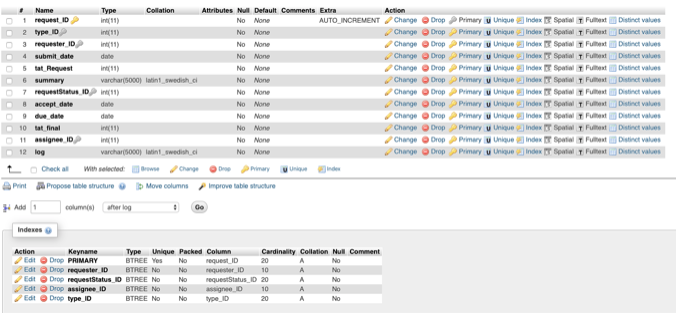 # Name Type Collation Attributes Null Default Comments Extra Action
1 request_ID int(11) No None AUTO_INCREMENT Change Drop Primary Unique Index Spatial Fulltext Distinct values
2 type_ID int(11) No None Change Drop Primary Unique Index Spatial Fulltext Distinct values
3 requester_ID int(11) No None Change Drop Primary Unique Index Spatial Fulltext Distinct values
4 submit_date date No None Change Drop Primary Unique Index Spatial Fulltext Distinct values
5 tat_Request int(11) No None Change Drop Primary Unique Index Spatial Fulltext Distinct values
6 summary varchar(5000) latin1_swedish_ci No None Change Drop Primary Unique Index Spatial Fulltext Distinct values
7 requestStatus_ID int(11) No None Change Drop Primary Unique Index Spatial Fulltext Distinct values
8 accept_date date No None Change Drop Primary Unique Index Spatial Fulltext Distinct values
9 due_date date No None Change Drop Primary Unique Index Spatial Fulltext Distinct values
10 tat_final int(11) No None Change Drop Primary Unique Index Spatial Fulltext Distinct values
11 assignee_ID int(11) No None Change Drop Primary Unique Index Spatial Fulltext Distinct values
12 log varchar(5000) latin1_swedish_ci No None Change Drop Primary Unique Index Spatial Fulltext Distinct values
Check all With selected: Browse Change Drop Primary Unique Index
Print Propose table structure Move columns Improve table structure
Add 1 column(s) after log Go
Indexes
Action Keyname Type Unique Packed Column Cardinality Collation Null Comment
Edit Drop PRIMARY BTREE Yes No request_ID 20 A No
Edit Drop requester_ID BTREE No No requester_ID 10 A No
Edit Drop requestStatus_ID BTREE No No requestStatus_ID 20 A No
Edit Drop assignee_ID BTREE No No assignee_ID 10 A No
Edit Drop type_ID BTREE No No type_ID 20 A No